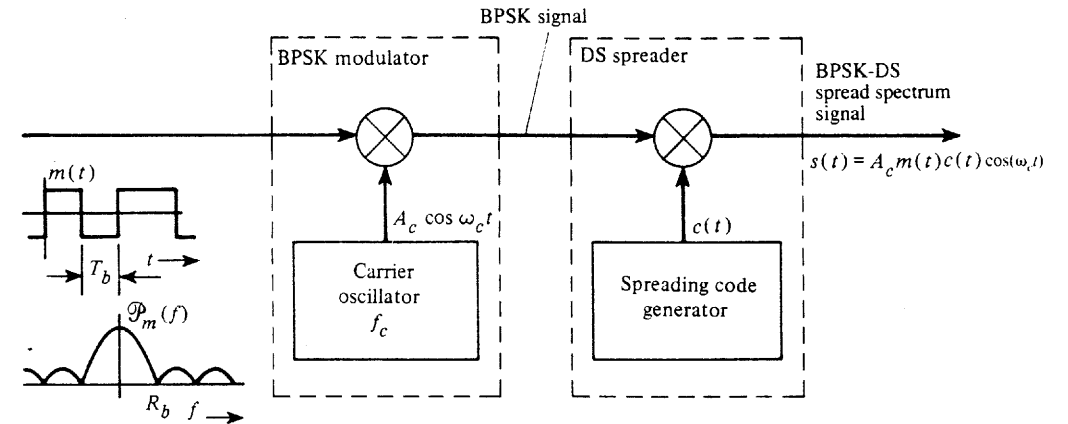 BPSK signal
BPSK modulator
DS spreader
BPSK-DS
spread spectrum
signal
s(t) = A_c m(t) c(t) cos(ω_c t)
m(t)
A_c cos ω_c t
c(t)
T_b
t
Carrier
oscillator
f_c
Spreading code
generator
𝒫_m (f)
R_b
f